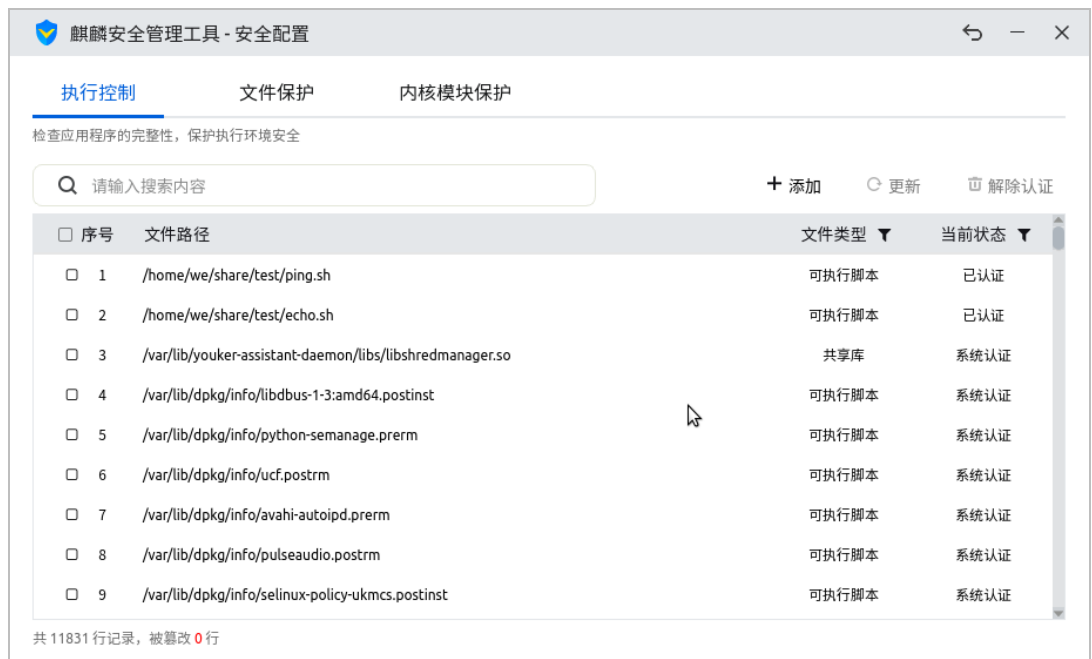 麒麟安全管理工具 - 安全配置
执行控制 文件保护 内核模块保护
检查应用程序的完整性，保护执行环境安全
请输入搜索内容 添加 更新 解除认证
序号 文件路径 文件类型 当前状态
1 /home/we/share/test/ping.sh 可执行脚本 已认证
2 /home/we/share/test/echo.sh 可执行脚本 已认证
3 /var/lib/youker-assistant-daemon/libs/libshredmanager.so 共享库 系统认证
4 /var/lib/dpkg/info/libdbus-1-3:amd64.postinst 可执行脚本 系统认证
5 /var/lib/dpkg/info/python-semanage.prerm 可执行脚本 系统认证
6 /var/lib/dpkg/info/ucf.postrm 可执行脚本 系统认证
7 /var/lib/dpkg/info/avahi-autoipd.prerm 可执行脚本 系统认证
8 /var/lib/dpkg/info/pulseaudio.postrm 可执行脚本 系统认证
9 /var/lib/dpkg/info/selinux-policy-ukmcs.postinst 可执行脚本 系统认证
共 11831 行记录，被篡改 0 行